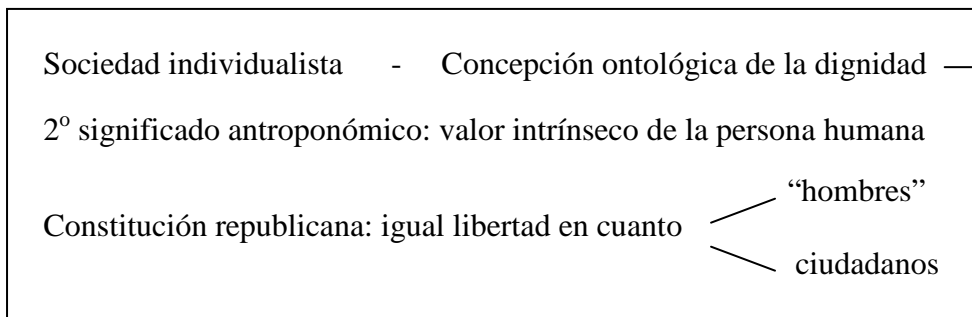 Sociedad individualista - Concepción ontológica de la dignidad —
2º significado antroponómico: valor intrínseco de la persona humana
“hombres”
Constitución republicana: igual libertad en cuanto
ciudadanos